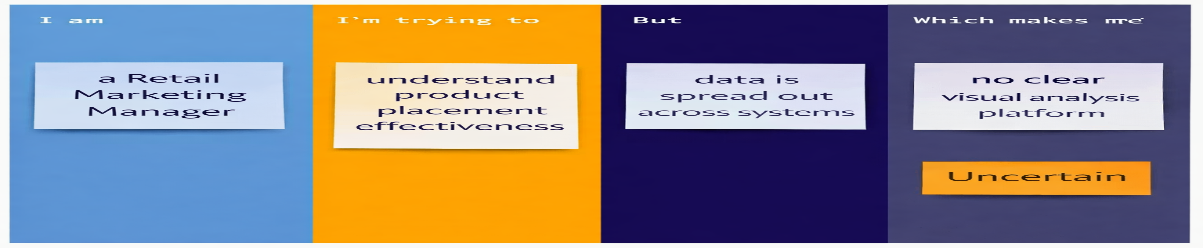 I am
a Retail
Marketing
Manager
I'm trying to
understand
product
placement
effectiveness
But
data is
spread out
across systems
Which makes me
no clear
visual analysis
platform
Uncertain